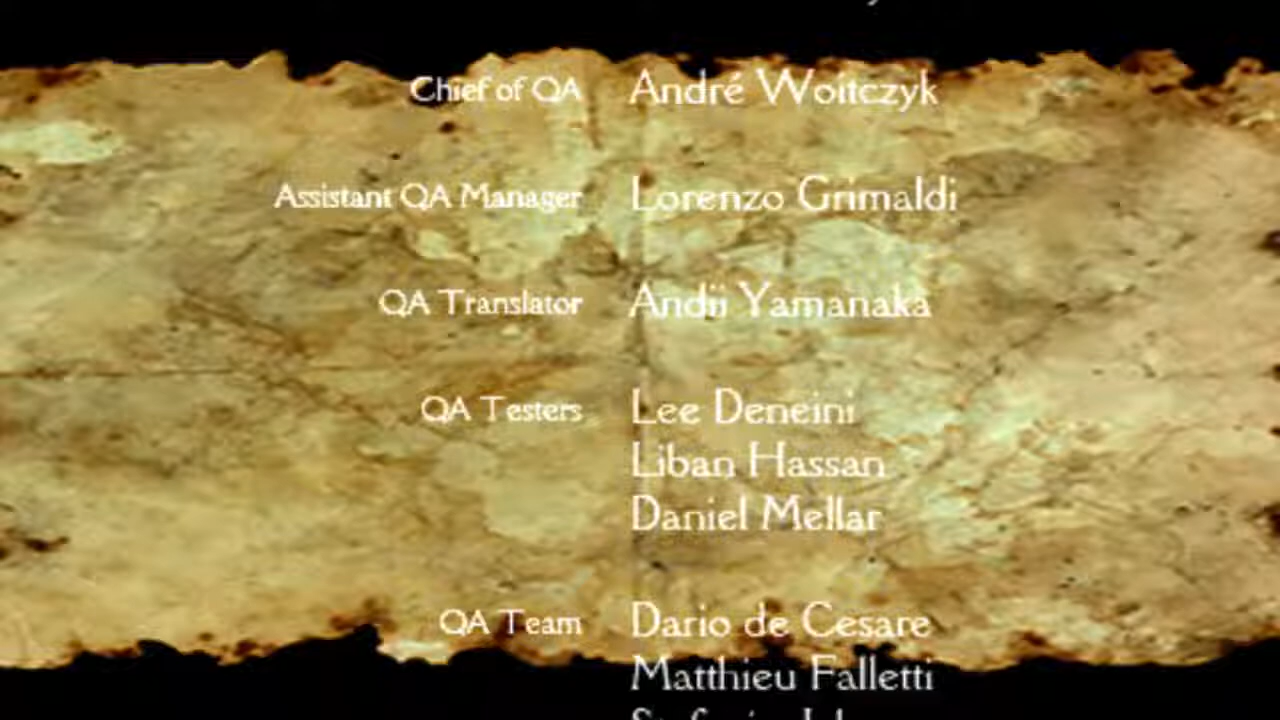 Chief of QA André Woitczyk
Assistant QA Manager Lorenzo Grimaldi
QA Translator Andii Yamanaka
QA Testers Lee Deneini
Liban Hassan
Daniel Mellar
QA Team Dario de Cesare
Matthieu Falletti